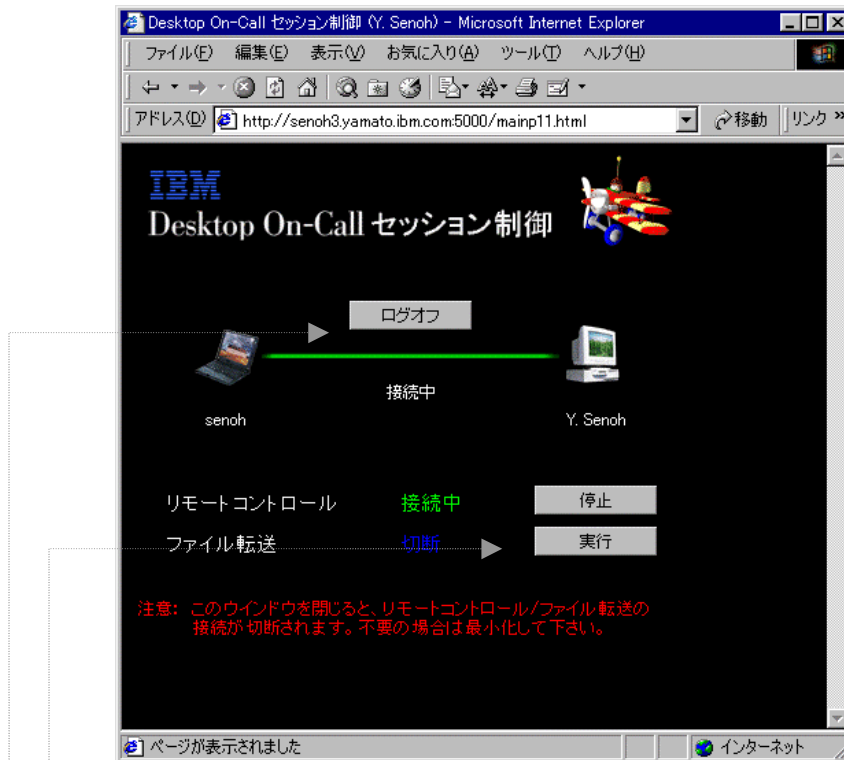 Desktop On-Call セッション制御 (Y. Senoh) - Microsoft Internet Explorer
ファイル(F) 編集(E) 表示(V) お気に入り(A) ツール(T) ヘルプ(H)
アドレス(D) http://senoh3.yamato.ibm.com:5000/mainp11.html 移動 リンク »
IBM
Desktop On-Call セッション制御
ログオフ
接続中
senoh Y. Senoh
リモートコントロール 接続中 停止
ファイル転送 切断 実行
注意: このウインドウを閉じると、リモートコントロール/ファイル転送の
接続が切断されます。不要の場合は最小化して下さい。
ページが表示されました インターネット